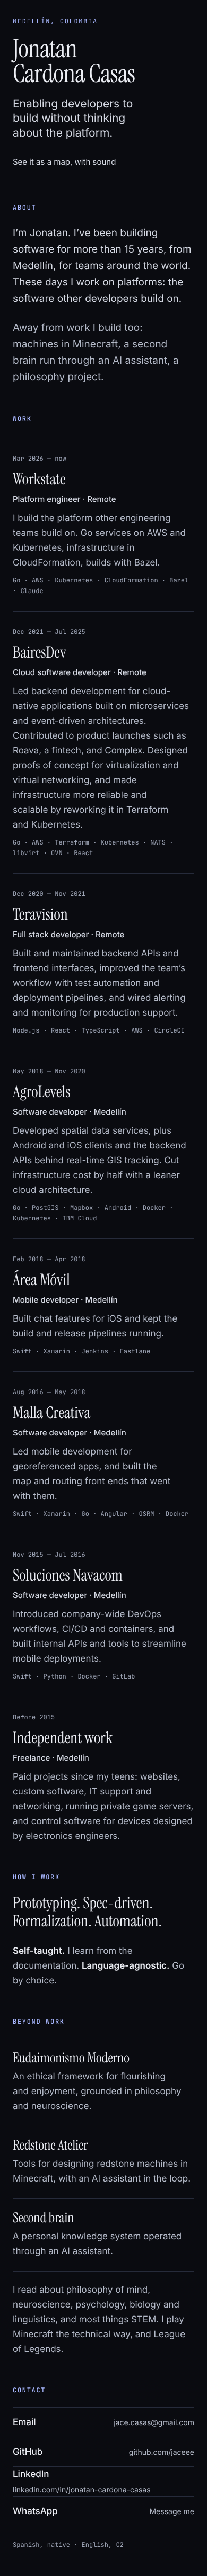 MEDELLÍN, COLOMBIA
Jonatan
Cardona Casas
Enabling developers to
build without thinking
about the platform.
See it as a map, with sound
ABOUT
I'm Jonatan. I've been building
software for more than 15 years, from
Medellín, for teams around the world.
These days I work on platforms: the
software other developers build on.
Away from work I build too:
machines in Minecraft, a second
brain run through an AI assistant, a
philosophy project.
WORK
Mar 2026 — now
Workstate
Platform engineer · Remote
I build the platform other engineering
teams build on. Go services on AWS and
Kubernetes, infrastructure in
CloudFormation, builds with Bazel.
Go · AWS · Kubernetes · CloudFormation · Bazel
· Claude
Dec 2021 — Jul 2025
BairesDev
Cloud software developer · Remote
Led backend development for cloud-
native applications built on microservices
and event-driven architectures.
Contributed to product launches such as
Roava, a fintech, and Complex. Designed
proofs of concept for virtualization and
virtual networking, and made
infrastructure more reliable and
scalable by reworking it in Terraform
and Kubernetes.
Go · AWS · Terraform · Kubernetes · NATS ·
libvirt · OVN · React
Dec 2020 — Nov 2021
Teravision
Full stack developer · Remote
Built and maintained backend APIs and
frontend interfaces, improved the team's
workflow with test automation and
deployment pipelines, and wired alerting
and monitoring for production support.
Node.js · React · TypeScript · AWS · CircleCI
May 2018 — Nov 2020
AgroLevels
Software developer · Medellín
Developed spatial data services, plus
Android and iOS clients and the backend
APIs behind real-time GIS tracking. Cut
infrastructure cost by half with a leaner
cloud architecture.
Go · PostGIS · Mapbox · Android · Docker ·
Kubernetes · IBM Cloud
Feb 2018 — Apr 2018
Área Móvil
Mobile developer · Medellín
Built chat features for iOS and kept the
build and release pipelines running.
Swift · Xamarin · Jenkins · Fastlane
Aug 2016 — May 2018
Malla Creativa
Software developer · Medellín
Led mobile development for
georeferenced apps, and built the
map and routing front ends that went
with them.
Swift · Xamarin · Go · Angular · OSRM · Docker
Nov 2015 — Jul 2016
Soluciones Navacom
Software developer · Medellín
Introduced company-wide DevOps
workflows, CI/CD and containers, and
built internal APIs and tools to streamline
mobile deployments.
Swift · Python · Docker · GitLab
Before 2015
Independent work
Freelance · Medellín
Paid projects since my teens: websites,
custom software, IT support and
networking, running private game servers,
and control software for devices designed
by electronics engineers.
HOW I WORK
Prototyping. Spec-driven.
Formalization. Automation.
Self-taught. I learn from the
documentation. Language-agnostic. Go
by choice.
BEYOND WORK
Eudaimonismo Moderno
An ethical framework for flourishing
and enjoyment, grounded in philosophy
and neuroscience.
Redstone Atelier
Tools for designing redstone machines in
Minecraft, with an AI assistant in the loop.
Second brain
A personal knowledge system operated
through an AI assistant.
I read about philosophy of mind,
neuroscience, psychology, biology and
linguistics, and most things STEM. I play
Minecraft the technical way, and League
of Legends.
CONTACT
Email jace.casas@gmail.com
GitHub github.com/jaceee
LinkedIn
linkedin.com/in/jonatan-cardona-casas
WhatsApp Message me
Spanish, native · English, C2